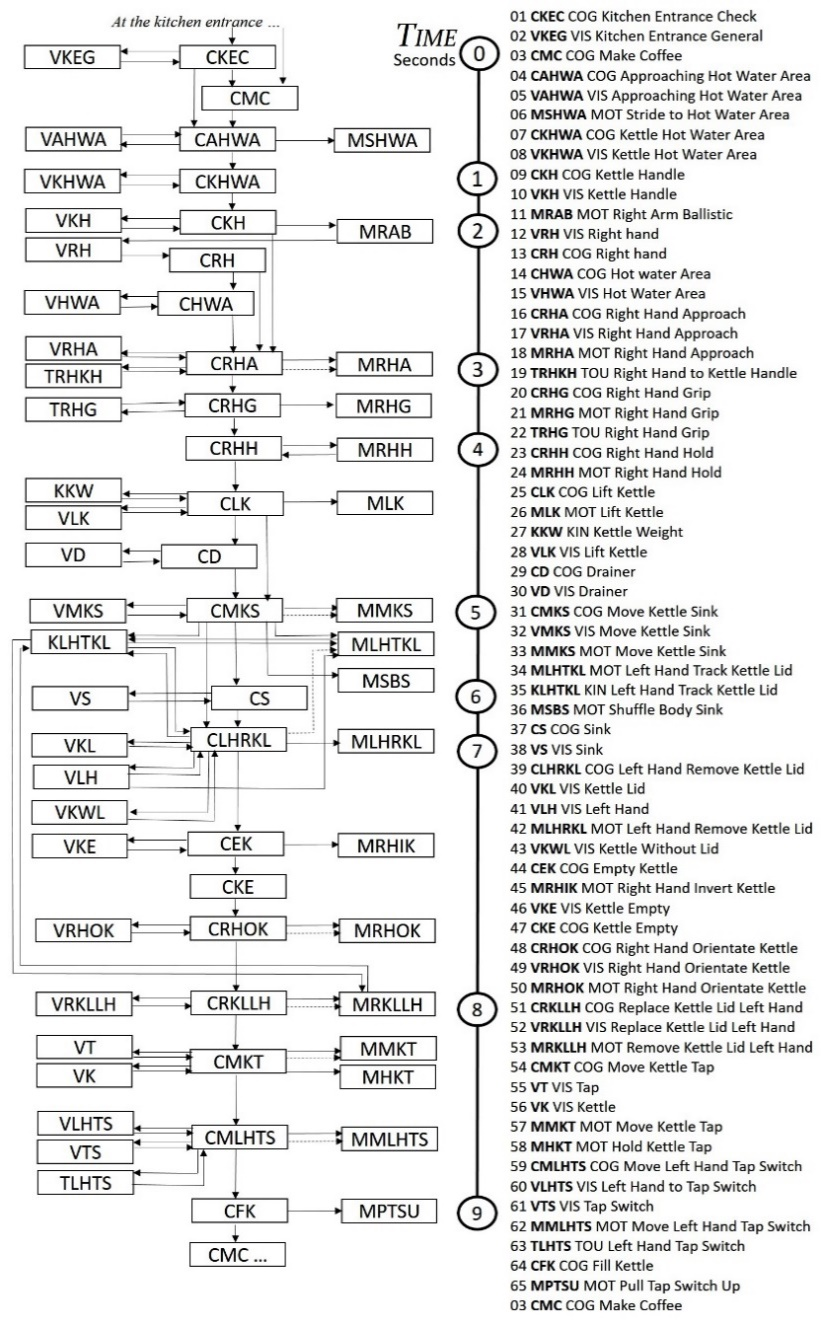 At the kitchen entrance ...
VKEG
CKEC
CMC
VAHWA
CAHWA
MSHWA
VKHWA
CKHWA
VKH
CKH
MRAB
VRH
CRH
VHWA
CHWA
VRHA
CRHA
MRHA
TRHKH
TRHG
CRHG
MRHG
CRHH
MRHH
KKW
CLK
MLK
VLK
VD
CD
VMKS
CMKS
MMKS
KLHTKL
MLHTKL
MSBS
VS
CS
VKL
CLHRKL
MLHRKL
VLH
VKWL
VKE
CEK
MRHIK
CKE
VRHOK
CRHOK
MRHOK
VRKLLH
CRKLLH
MRKLLH
VT
CMKT
MMKT
VK
MHKT
VLHTS
CMLHTS
MMLHTS
VTS
TLHTS
CFK
MPTSU
CMC ...
TIME
Seconds
0
1
2
3
4
5
6
7
8
9
01 CKEC COG Kitchen Entrance Check
02 VKEG VIS Kitchen Entrance General
03 CMC COG Make Coffee
04 CAHWA COG Approaching Hot Water Area
05 VAHWA VIS Approaching Hot Water Area
06 MSHWA MOT Stride to Hot Water Area
07 CKHWA COG Kettle Hot Water Area
08 VKHWA VIS Kettle Hot Water Area
09 CKH COG Kettle Handle
10 VKH VIS Kettle Handle
11 MRAB MOT Right Arm Ballistic
12 VRH VIS Right hand
13 CRH COG Right hand
14 CHWA COG Hot water Area
15 VHWA VIS Hot Water Area
16 CRHA COG Right Hand Approach
17 VRHA VIS Right Hand Approach
18 MRHA MOT Right Hand Approach
19 TRHKH TOU Right Hand to Kettle Handle
20 CRHG COG Right Hand Grip
21 MRHG MOT Right Hand Grip
22 TRHG TOU Right Hand Grip
23 CRHH COG Right Hand Hold
24 MRHH MOT Right Hand Hold
25 CLK COG Lift Kettle
26 MLK MOT Lift Kettle
27 KKW KIN Kettle Weight
28 VLK VIS Lift Kettle
29 CD COG Drainer
30 VD VIS Drainer
31 CMKS COG Move Kettle Sink
32 VMKS VIS Move Kettle Sink
33 MMKS MOT Move Kettle Sink
34 MLHTKL MOT Left Hand Track Kettle Lid
35 KLHTKL KIN Left Hand Track Kettle Lid
36 MSBS MOT Shuffle Body Sink
37 CS COG Sink
38 VS VIS Sink
39 CLHRKL COG Left Hand Remove Kettle Lid
40 VKL VIS Kettle Lid
41 VLH VIS Left Hand
42 MLHRKL MOT Left Hand Remove Kettle Lid
43 VKWL VIS Kettle Without Lid
44 CEK COG Empty Kettle
45 MRHIK MOT Right Hand Invert Kettle
46 VKE VIS Kettle Empty
47 CKE COG Kettle Empty
48 CRHOK COG Right Hand Orientate Kettle
49 VRHOK VIS Right Hand Orientate Kettle
50 MRHOK MOT Right Hand Orientate Kettle
51 CRKLLH COG Replace Kettle Lid Left Hand
52 VRKLLH VIS Replace Kettle Lid Left Hand
53 MRKLLH MOT Remove Kettle Lid Left Hand
54 CMKT COG Move Kettle Tap
55 VT VIS Tap
56 VK VIS Kettle
57 MMKT MOT Move Kettle Tap
58 MHKT MOT Hold Kettle Tap
59 CMLHTS COG Move Left Hand Tap Switch
60 VLHTS VIS Left Hand to Tap Switch
61 VTS VIS Tap Switch
62 MMLHTS MOT Move Left Hand Tap Switch
63 TLHTS TOU Left Hand Tap Switch
64 CFK COG Fill Kettle
65 MPTSU MOT Pull Tap Switch Up
03 CMC COG Make Coffee